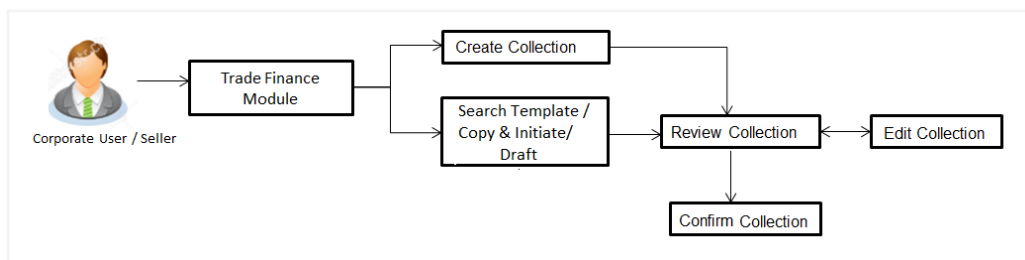 Corporate User / Seller
Trade Finance
Module
Create Collection
Search Template /
Copy & Initiate/
Draft
Review Collection
Edit Collection
Confirm Collection